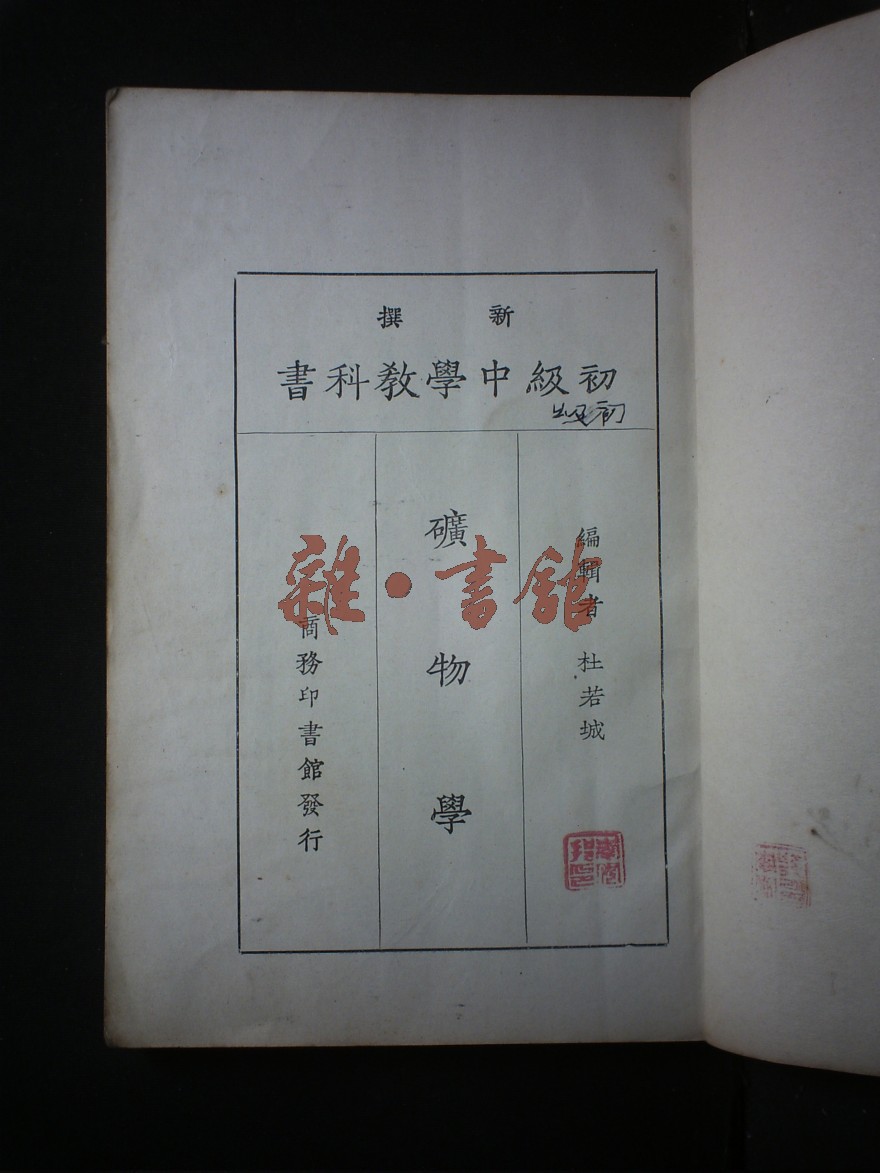 新撰
初級中學教科書
編輯者 杜若城
礦物學
商務印書館發行
雜·書館